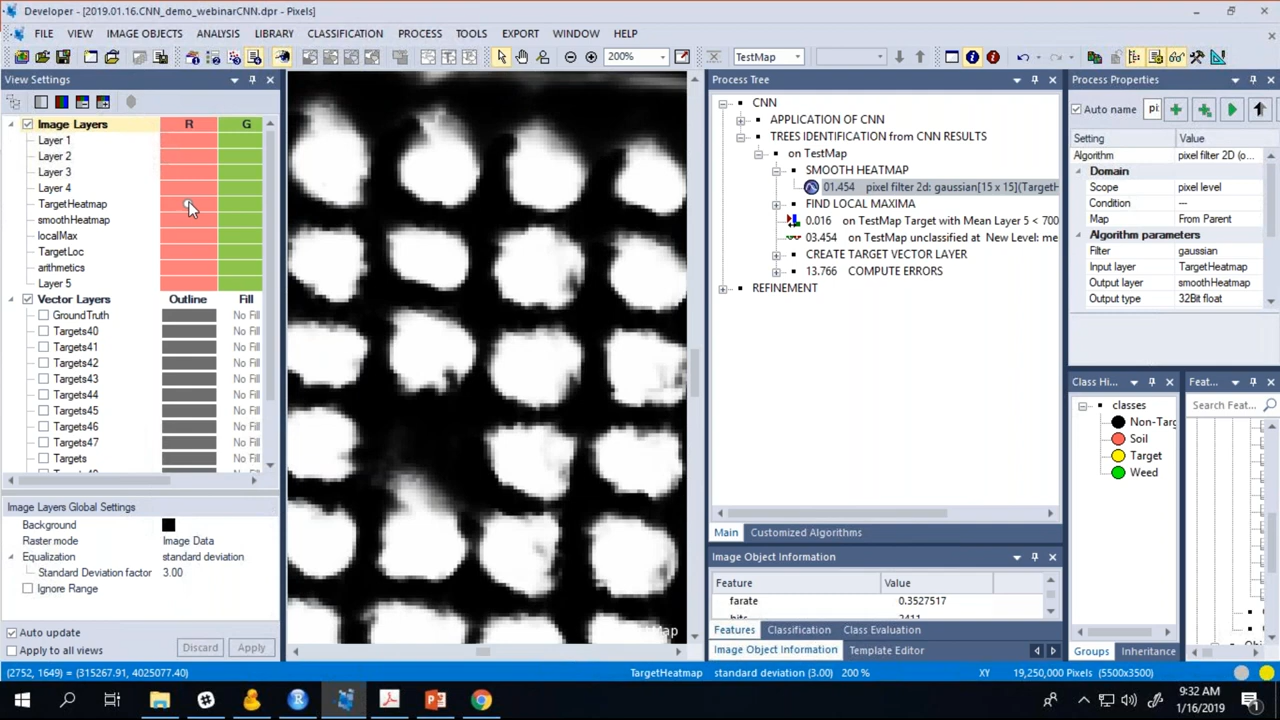 Developer - [2019.01.16.CNN_demo_webinarCNN.dpr - Pixels]
FILE VIEW IMAGE OBJECTS ANALYSIS LIBRARY CLASSIFICATION PROCESS TOOLS EXPORT WINDOW HELP
200% TestMap
View Settings
Image Layers R G
Layer 1
Layer 2
Layer 3
Layer 4
TargetHeatmap
smoothHeatmap
localMax
TargetLoc
arithmetics
Layer 5
Vector Layers Outline Fill
GroundTruth No Fill
Targets40 No Fill
Targets41 No Fill
Targets42 No Fill
Targets43 No Fill
Targets44 No Fill
Targets45 No Fill
Targets46 No Fill
Targets47 No Fill
Targets No Fill
Image Layers Global Settings
Background
Raster mode Image Data
Equalization standard deviation
Standard Deviation factor 3.00
Ignore Range
Auto update
Apply to all views
Discard Apply
Process Tree
CNN
APPLICATION OF CNN
TREES IDENTIFICATION from CNN RESULTS
on TestMap
SMOOTH HEATMAP
01.454 pixel filter 2d: gaussian[15 x 15](TargetH
FIND LOCAL MAXIMA
0.016 on TestMap Target with Mean Layer 5 < 700
03.454 on TestMap unclassified at New Level: me
CREATE TARGET VECTOR LAYER
13.766 COMPUTE ERRORS
REFINEMENT
Main Customized Algorithms
Image Object Information
Feature Value
farate 0.3527517
Features Classification Class Evaluation
Image Object Information Template Editor
Process Properties
Auto name pi
Setting Value
Algorithm pixel filter 2D (o...
Domain
Scope pixel level
Condition ---
Map From Parent
Algorithm parameters
Filter gaussian
Input layer TargetHeatmap
Output layer smoothHeatmap
Output type 32Bit float
Class Hi...
classes
Non-Targ
Soil
Target
Weed
Groups Inheritance
Feat...
Search Feat...
(2752, 1649) = (315267.91, 4025077.40) TargetHeatmap standard deviation (3.00) 200 % XY 19,250,000 Pixels (5500x3500)
9:32 AM
1/16/2019